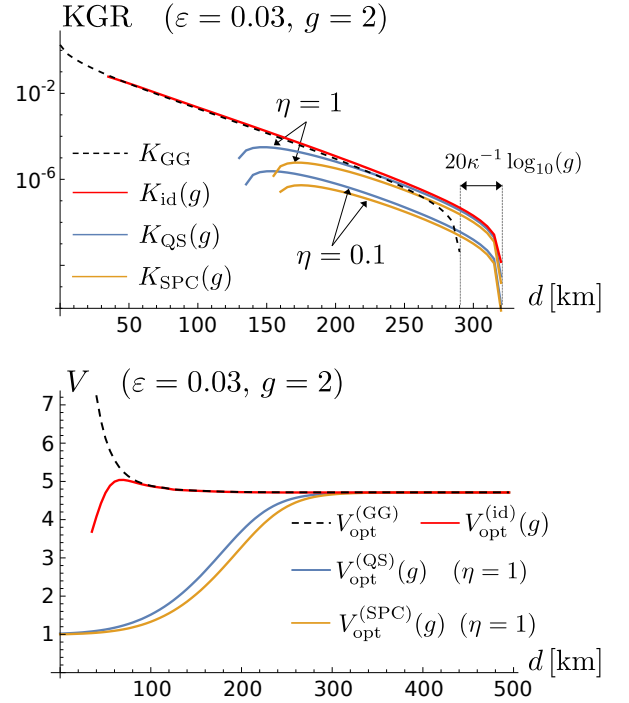 KGR (ε = 0.03, g = 2)
10⁻²
10⁻⁶
η = 1
20κ⁻¹ log₁₀(g)
K_GG
K_id(g)
K_QS(g)
K_SPC(g)
η = 0.1
d [km]
50 100 150 200 250 300
V (ε = 0.03, g = 2)
7
6
5
4
3
2
1
V_opt^(GG) V_opt^(id)(g)
V_opt^(QS)(g) (η = 1)
V_opt^(SPC)(g) (η = 1)
d [km]
100 200 300 400 500